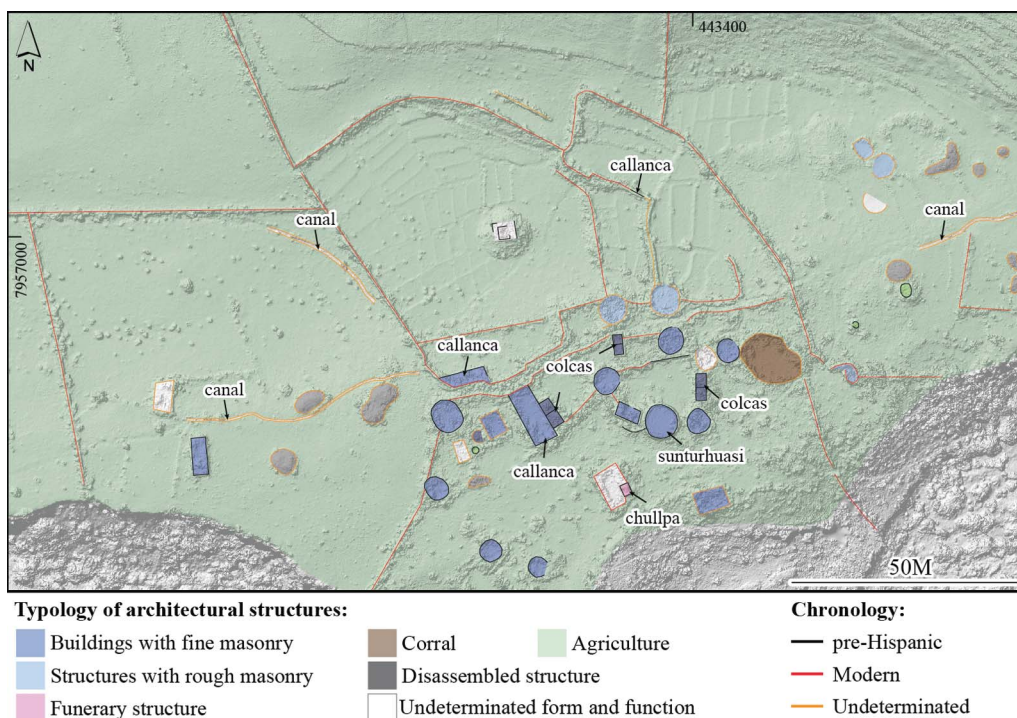 443400
N
callanca
canal
canal
7957000
callanca
colcas
colcas
canal
sunturhuasi
callanca
chullpa
50M
Typology of architectural structures:
Buildings with fine masonry
Corral
Agriculture
Structures with rough masonry
Disassembled structure
Funerary structure
Undeterminated form and function
Chronology:
pre-Hispanic
Modern
Undeterminated